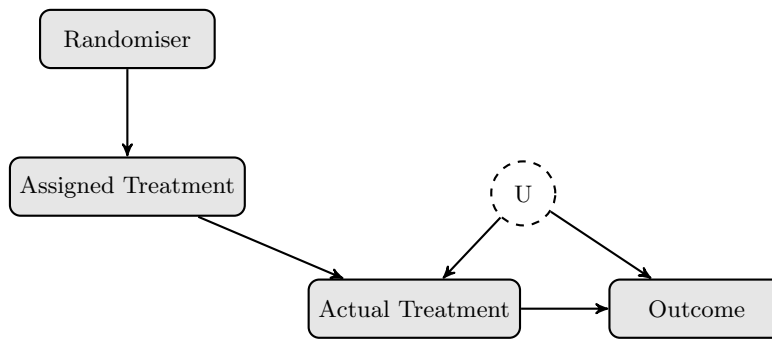 Randomiser
Assigned Treatment
U
Actual Treatment
Outcome